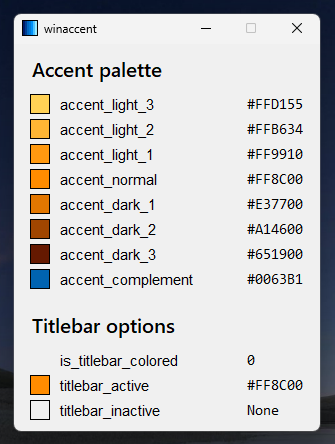 winaccent
Accent palette
accent_light_3 #FFD155
accent_light_2 #FFB634
accent_light_1 #FF9910
accent_normal #FF8C00
accent_dark_1 #E37700
accent_dark_2 #A14600
accent_dark_3 #651900
accent_complement #0063B1
Titlebar options
is_titlebar_colored 0
titlebar_active #FF8C00
titlebar_inactive None